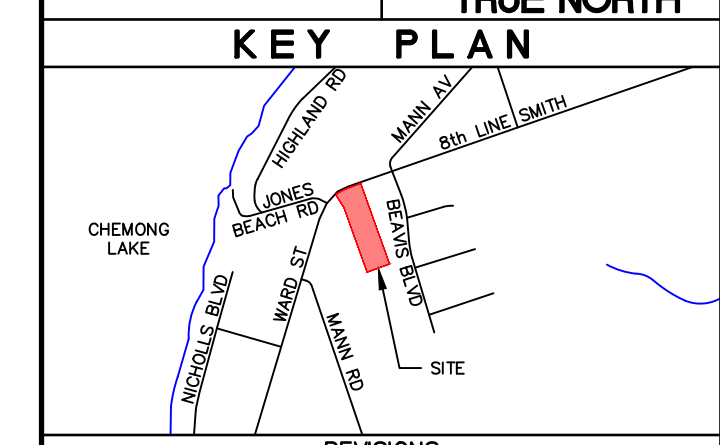 TRUE NORTH
KEY PLAN
HIGHLAND RD
MANN AV
8th LINE SMITH
JONES
BEACH RD
CHEMONG
LAKE
BEAVIS BLVD
WARD ST
NICHOLLS BLVD
MANN RD
SITE
REVISIONS